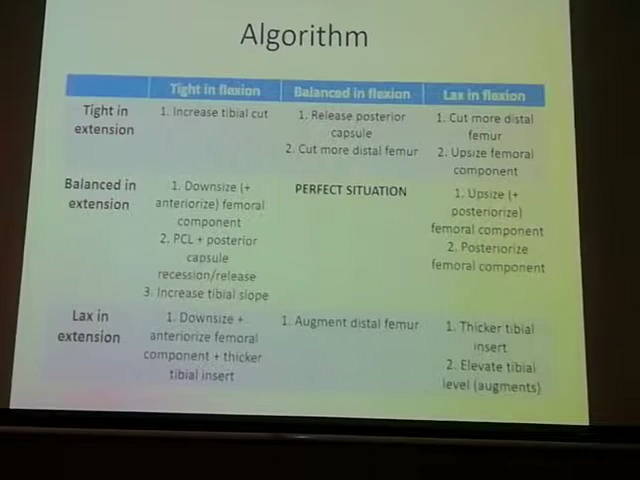 Algorithm
Tight in flexion Balanced in flexion Lax in flexion
Tight in
extension
1. Increase tibial cut
1. Release posterior
capsule
2. Cut more distal femur
1. Cut more distal
femur
2. Upsize femoral
component
Balanced in
extension
1. Downsize (+
anteriorize) femoral
component
2. PCL + posterior
capsule
recession/release
3. Increase tibial slope
PERFECT SITUATION
1. Upsize (+
posteriorize)
femoral component
2. Posteriorize
femoral component
Lax in
extension
1. Downsize +
anteriorize femoral
component + thicker
tibial insert
1. Augment distal femur
1. Thicker tibial
insert
2. Elevate tibial
level (augments)